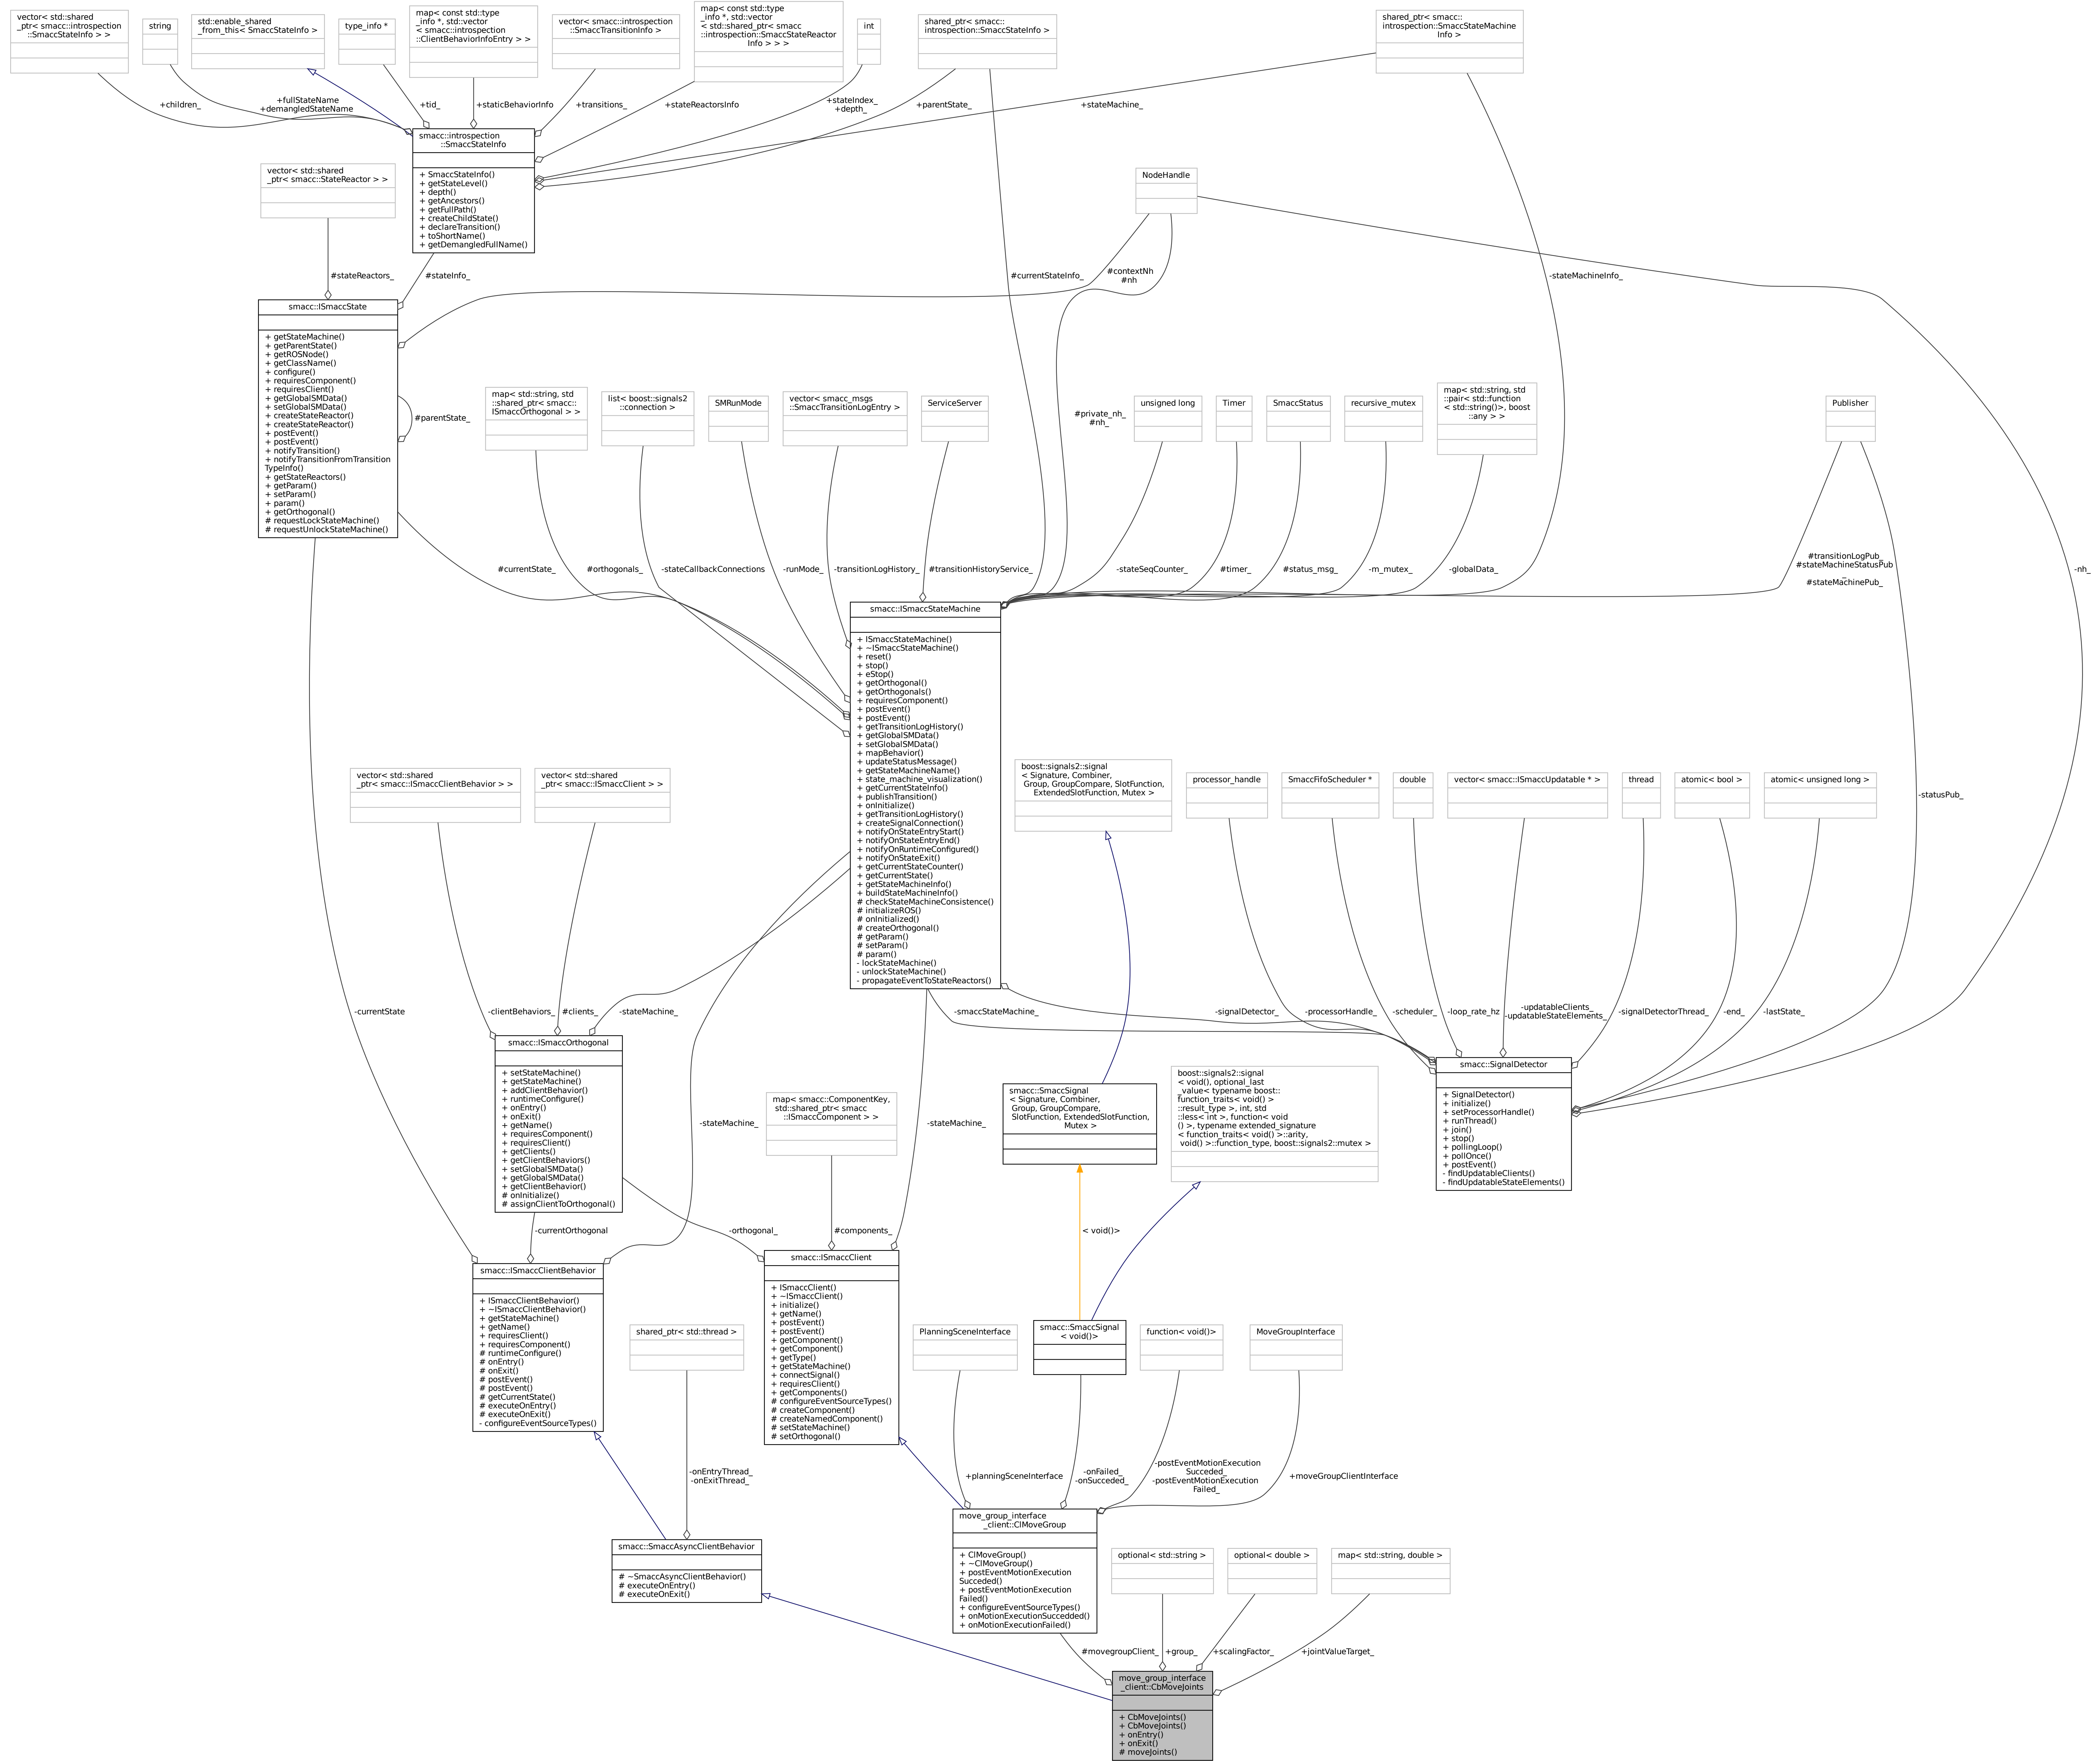 vector< std::shared
_ptr< smacc::introspection
::SmaccStateInfo > >
string
std::enable_shared
_from_this< SmaccStateInfo >
type_info *
map< const std::type
_info *, std::vector
< smacc::introspection
::ClientBehaviorInfoEntry > >
vector< smacc::introspection
::SmaccTransitionInfo >
map< const std::type
_info *, std::vector
< std::shared_ptr< smacc
::introspection::SmaccStateReactor
Info > > >
int
shared_ptr< smacc::
introspection::SmaccStateInfo >
shared_ptr< smacc::
introspection::SmaccStateMachine
Info >
+children_
+fullStateName
+demangledStateName
+tid_
+staticBehaviorInfo
+transitions_
+stateReactorsInfo
+stateIndex_
+depth_
+parentState_
+stateMachine_
smacc::introspection
::SmaccStateInfo
+ SmaccStateInfo()
+ getStateLevel()
+ depth()
+ getAncestors()
+ getFullPath()
+ createChildState()
+ declareTransition()
+ toShortName()
+ getDemangledFullName()
vector< std::shared
_ptr< smacc::StateReactor > >
NodeHandle
#stateReactors_
#stateInfo_
#currentStateInfo_
#contextNh
#nh
-stateMachineInfo_
smacc::ISmaccState
+ getStateMachine()
+ getParentState()
+ getROSNode()
+ getClassName()
+ configure()
+ requiresComponent()
+ requiresClient()
+ getGlobalSMData()
+ setGlobalSMData()
+ createStateReactor()
+ createStateReactor()
+ postEvent()
+ postEvent()
+ notifyTransition()
+ notifyTransitionFromTransition
TypeInfo()
+ getStateReactors()
+ getParam()
+ setParam()
+ param()
+ getOrthogonal()
# requestLockStateMachine()
# requestUnlockStateMachine()
#parentState_
map< std::string, std
::shared_ptr< smacc::
ISmaccOrthogonal > >
list< boost::signals2
::connection >
SMRunMode
vector< smacc_msgs
::SmaccTransitionLogEntry >
ServiceServer
#private_nh_
#nh_
unsigned long
Timer
SmaccStatus
recursive_mutex
map< std::string, std
::pair< std::function
< std::string()>, boost
::any > >
Publisher
#currentState_
#orthogonals_
-stateCallbackConnections
-runMode_
-transitionLogHistory_
#transitionHistoryService_
-stateSeqCounter_
#timer_
#status_msg_
-m_mutex_
-globalData_
#transitionLogPub_
#stateMachineStatusPub
_
#stateMachinePub_
-nh_
smacc::ISmaccStateMachine
+ ISmaccStateMachine()
+ ~ISmaccStateMachine()
+ reset()
+ stop()
+ eStop()
+ getOrthogonal()
+ getOrthogonals()
+ requiresComponent()
+ postEvent()
+ postEvent()
+ getTransitionLogHistory()
+ getGlobalSMData()
+ setGlobalSMData()
+ mapBehavior()
+ updateStatusMessage()
+ getStateMachineName()
+ state_machine_visualization()
+ getCurrentStateInfo()
+ publishTransition()
+ onInitialize()
+ getTransitionLogHistory()
+ createSignalConnection()
+ notifyOnStateEntryStart()
+ notifyOnStateEntryEnd()
+ notifyOnRuntimeConfigured()
+ notifyOnStateExit()
+ getCurrentStateCounter()
+ getCurrentState()
+ getStateMachineInfo()
+ buildStateMachineInfo()
# checkStateMachineConsistence()
# initializeROS()
# onInitialized()
# createOrthogonal()
# getParam()
# setParam()
# param()
- lockStateMachine()
- unlockStateMachine()
- propagateEventToStateReactors()
vector< std::shared
_ptr< smacc::ISmaccClientBehavior > >
vector< std::shared
_ptr< smacc::ISmaccClient > >
boost::signals2::signal
< Signature, Combiner,
Group, GroupCompare, SlotFunction,
ExtendedSlotFunction, Mutex >
processor_handle
SmaccFifoScheduler *
double
vector< smacc::ISmaccUpdatable * >
thread
atomic< bool >
atomic< unsigned long >
-statusPub_
-currentState
-clientBehaviors_
#clients_
-stateMachine_
-smaccStateMachine_
-signalDetector_
-processorHandle_
-scheduler_
-loop_rate_hz
-updatableClients_
-updatableStateElements_
-signalDetectorThread_
-end_
-lastState_
smacc::ISmaccOrthogonal
+ setStateMachine()
+ getStateMachine()
+ addClientBehavior()
+ runtimeConfigure()
+ onEntry()
+ onExit()
+ getName()
+ requiresComponent()
+ requiresClient()
+ getClients()
+ getClientBehaviors()
+ setGlobalSMData()
+ getGlobalSMData()
+ getClientBehavior()
# onInitialize()
# assignClientToOrthogonal()
smacc::SignalDetector
+ SignalDetector()
+ initialize()
+ setProcessorHandle()
+ runThread()
+ join()
+ stop()
+ pollingLoop()
+ pollOnce()
+ postEvent()
- findUpdatableClients()
- findUpdatableStateElements()
-stateMachine_
map< smacc::ComponentKey,
std::shared_ptr< smacc
::ISmaccComponent > >
-stateMachine_
smacc::SmaccSignal
< Signature, Combiner,
Group, GroupCompare,
SlotFunction, ExtendedSlotFunction,
Mutex >
boost::signals2::signal
< void(), optional_last
_value< typename boost::
function_traits< void() >
::result_type >, int, std
::less< int >, function< void
() >, typename extended_signature
< function_traits< void() >::arity,
void() >::function_type, boost::signals2::mutex >
-currentOrthogonal
-orthogonal_
#components_
< void()>
smacc::ISmaccClientBehavior
+ ISmaccClientBehavior()
+ ~ISmaccClientBehavior()
+ getStateMachine()
+ getName()
+ requiresClient()
+ requiresComponent()
# runtimeConfigure()
# onEntry()
# onExit()
# postEvent()
# postEvent()
# getCurrentState()
# executeOnEntry()
# executeOnExit()
- configureEventSourceTypes()
smacc::ISmaccClient
+ ISmaccClient()
+ ~ISmaccClient()
+ initialize()
+ getName()
+ postEvent()
+ postEvent()
+ getComponent()
+ getComponent()
+ getType()
+ getStateMachine()
+ connectSignal()
+ requiresClient()
+ getComponents()
# configureEventSourceTypes()
# createComponent()
# createNamedComponent()
# setStateMachine()
# setOrthogonal()
shared_ptr< std::thread >
PlanningSceneInterface
smacc::SmaccSignal
< void()>
function< void()>
MoveGroupInterface
-onEntryThread_
-onExitThread_
+planningSceneInterface
-onFailed_
-onSucceded_
-postEventMotionExecution
Succeded_
-postEventMotionExecution
Failed_
+moveGroupClientInterface
smacc::SmaccAsyncClientBehavior
# ~SmaccAsyncClientBehavior()
# executeOnEntry()
# executeOnExit()
move_group_interface
_client::ClMoveGroup
+ ClMoveGroup()
+ ~ClMoveGroup()
+ postEventMotionExecution
Succeded()
+ postEventMotionExecution
Failed()
+ configureEventSourceTypes()
+ onMotionExecutionSuccedded()
+ onMotionExecutionFailed()
optional< std::string >
optional< double >
map< std::string, double >
#movegroupClient_
+group_
+scalingFactor_
+jointValueTarget_
move_group_interface
_client::CbMoveJoints
+ CbMoveJoints()
+ CbMoveJoints()
+ onEntry()
+ onExit()
# moveJoints()